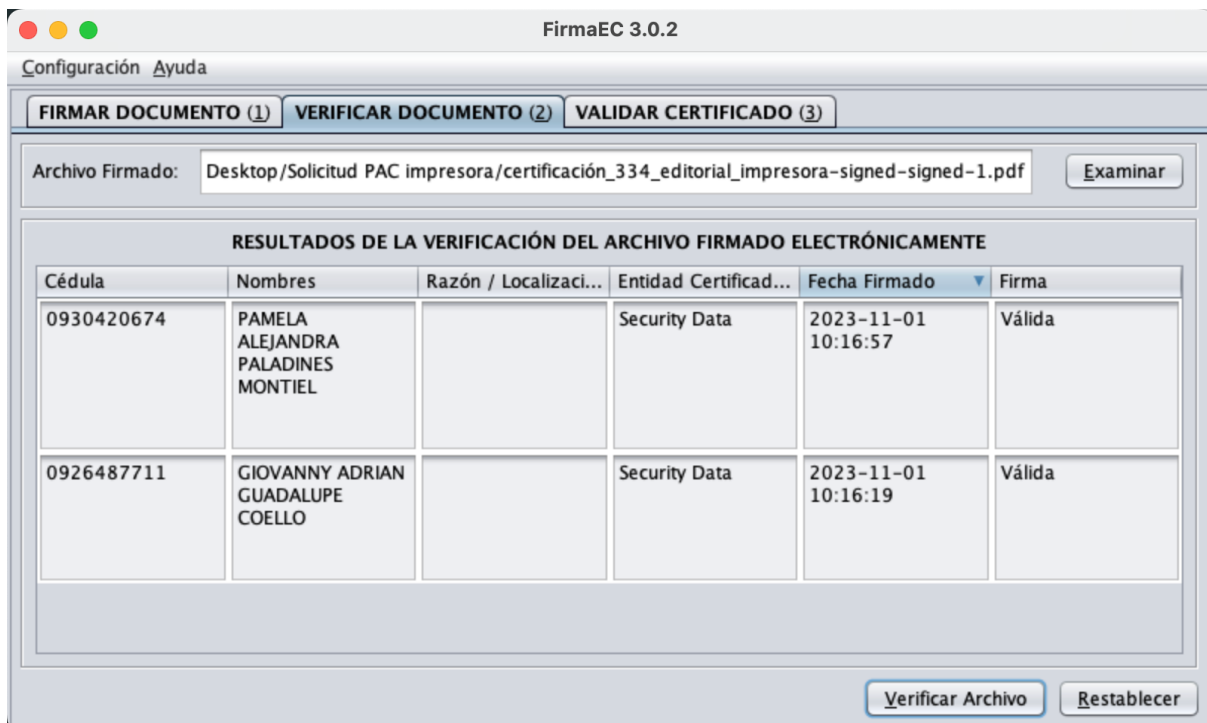 FirmaEC 3.0.2
Configuración Ayuda
FIRMAR DOCUMENTO (1) VERIFICAR DOCUMENTO (2) VALIDAR CERTIFICADO (3)
Archivo Firmado: Desktop/Solicitud PAC impresora/certificación_334_editorial_impresora-signed-signed-1.pdf Examinar
RESULTADOS DE LA VERIFICACIÓN DEL ARCHIVO FIRMADO ELECTRÓNICAMENTE
Cédula Nombres Razón / Localizaci... Entidad Certificad... Fecha Firmado Firma
0930420674 PAMELA Security Data 2023-11-01 Válida
ALEJANDRA 10:16:57
PALADINES
MONTIEL
0926487711 GIOVANNY ADRIAN Security Data 2023-11-01 Válida
GUADALUPE 10:16:19
COELLO
Verificar Archivo Restablecer